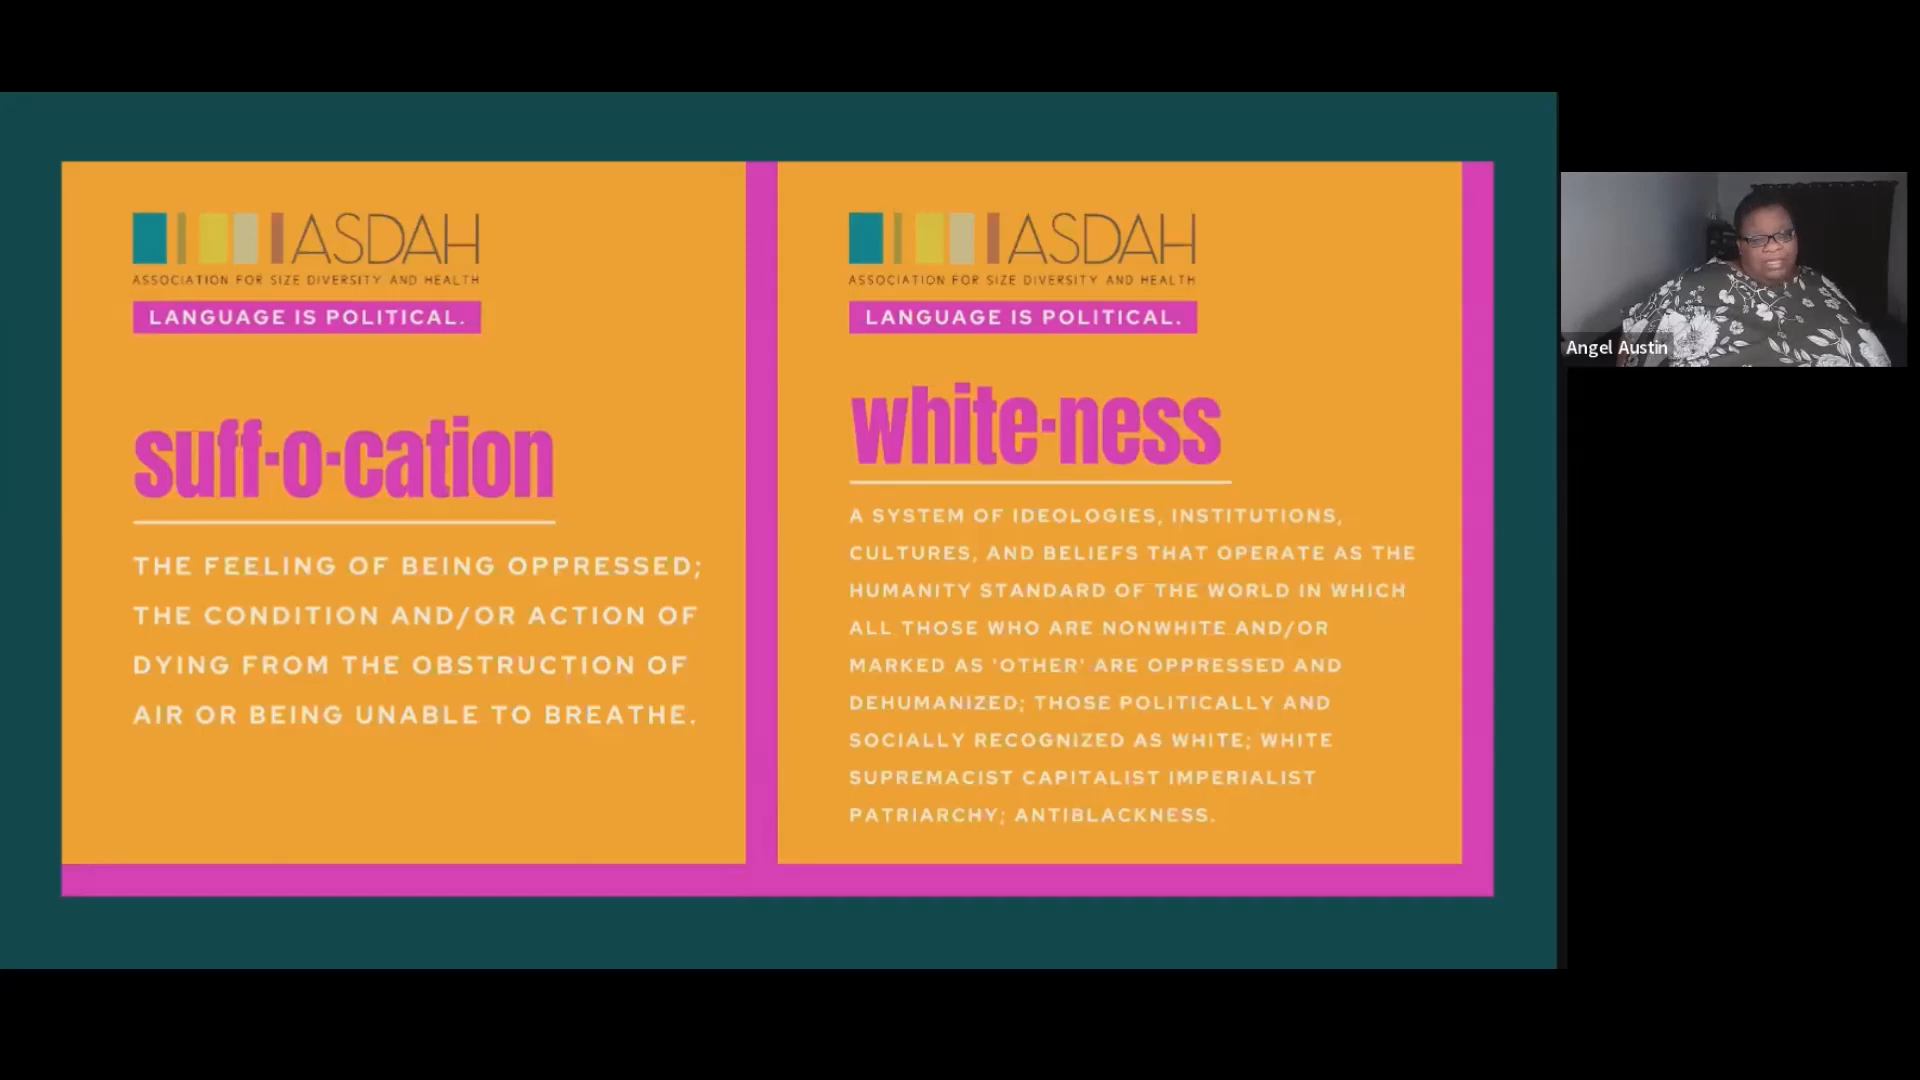 ASDAH
ASSOCIATION FOR SIZE DIVERSITY AND HEALTH
LANGUAGE IS POLITICAL.
suff·o·cation
THE FEELING OF BEING OPPRESSED;
THE CONDITION AND/OR ACTION OF
DYING FROM THE OBSTRUCTION OF
AIR OR BEING UNABLE TO BREATHE.
ASDAH
ASSOCIATION FOR SIZE DIVERSITY AND HEALTH
LANGUAGE IS POLITICAL.
white·ness
A SYSTEM OF IDEOLOGIES, INSTITUTIONS,
CULTURES, AND BELIEFS THAT OPERATE AS THE
HUMANITY STANDARD OF THE WORLD IN WHICH
ALL THOSE WHO ARE NONWHITE AND/OR
MARKED AS 'OTHER' ARE OPPRESSED AND
DEHUMANIZED; THOSE POLITICALLY AND
SOCIALLY RECOGNIZED AS WHITE; WHITE
SUPREMACIST CAPITALIST IMPERIALIST
PATRIARCHY; ANTIBLACKNESS.
Angel Austin